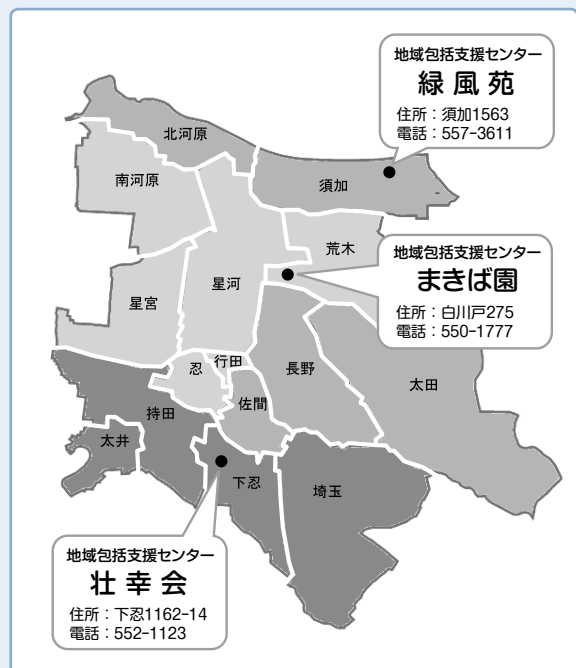 地域包括支援センター
緑風苑
住所：須加1563
電話：557-3611
北河原
南河原
須加
荒木
地域包括支援センター
まきば園
住所：白川戸275
電話：550-1777
星河
星宮
行田
忍
長野
太田
佐間
持田
太井
下忍
埼玉
地域包括支援センター
壮幸会
住所：下忍1162-14
電話：552-1123